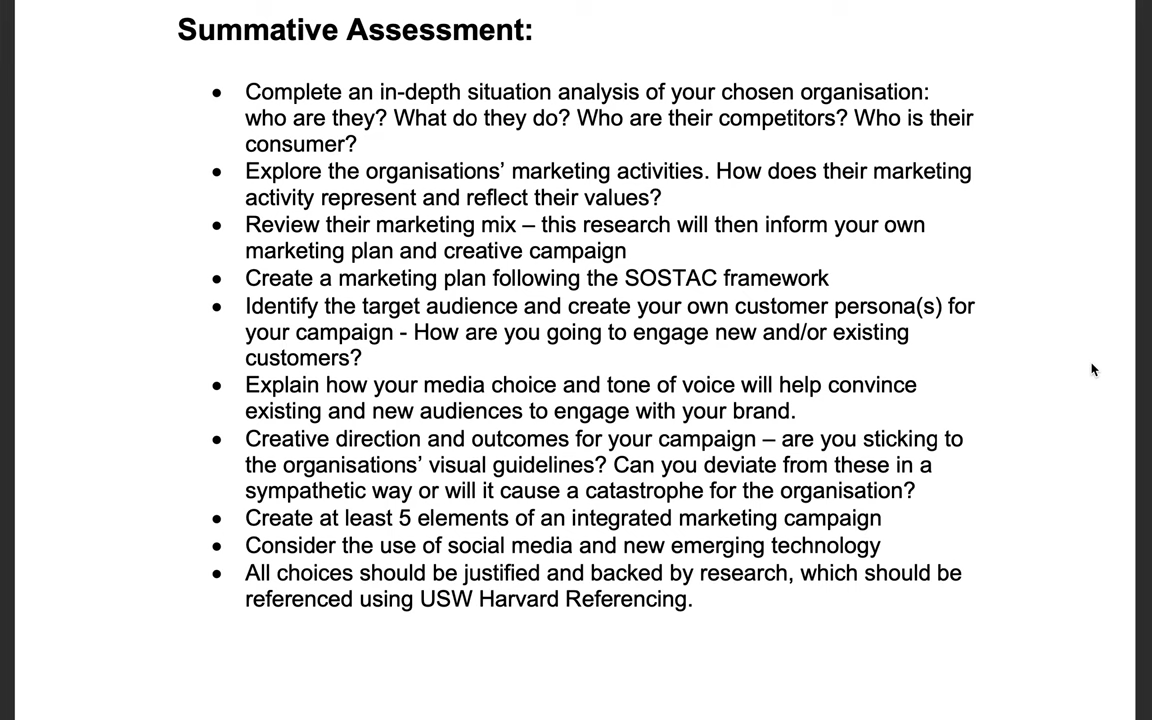 Summative Assessment:
• Complete an in-depth situation analysis of your chosen organisation:
who are they? What do they do? Who are their competitors? Who is their
consumer?
• Explore the organisations’ marketing activities. How does their marketing
activity represent and reflect their values?
• Review their marketing mix – this research will then inform your own
marketing plan and creative campaign
• Create a marketing plan following the SOSTAC framework
• Identify the target audience and create your own customer persona(s) for
your campaign - How are you going to engage new and/or existing
customers?
• Explain how your media choice and tone of voice will help convince
existing and new audiences to engage with your brand.
• Creative direction and outcomes for your campaign – are you sticking to
the organisations’ visual guidelines? Can you deviate from these in a
sympathetic way or will it cause a catastrophe for the organisation?
• Create at least 5 elements of an integrated marketing campaign
• Consider the use of social media and new emerging technology
• All choices should be justified and backed by research, which should be
referenced using USW Harvard Referencing.